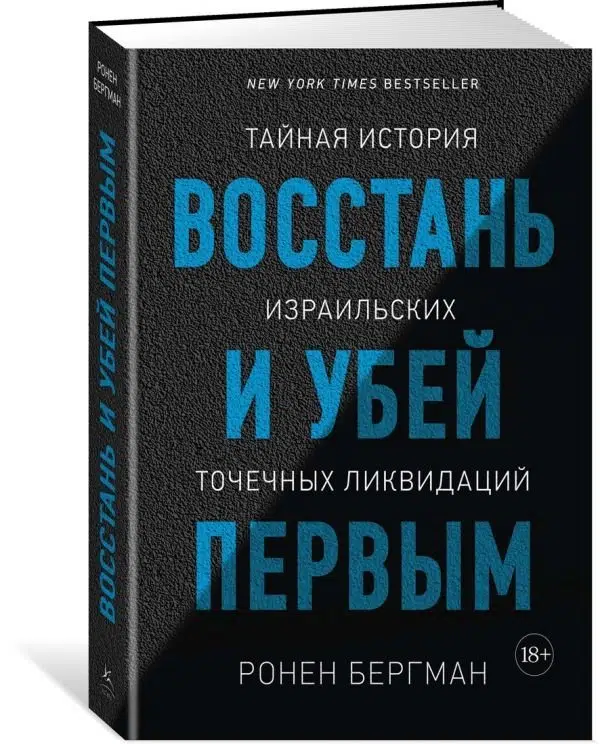 РОНЕН
БЕРГМАН
ВОССТАНЬ И УБЕЙ ПЕРВЫМ
NEW YORK TIMES BESTSELLER
ТАЙНАЯ ИСТОРИЯ
ВОССТАНЬ
ИЗРАИЛЬСКИХ
И УБЕЙ
ТОЧЕЧНЫХ ЛИКВИДАЦИЙ
ПЕРВЫМ
18+
РОНЕН БЕРГМАН